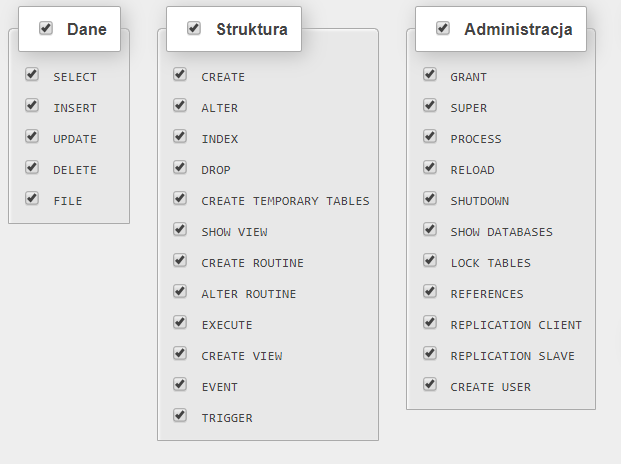 Dane
SELECT
INSERT
UPDATE
DELETE
FILE
Struktura
CREATE
ALTER
INDEX
DROP
CREATE TEMPORARY TABLES
SHOW VIEW
CREATE ROUTINE
ALTER ROUTINE
EXECUTE
CREATE VIEW
EVENT
TRIGGER
Administracja
GRANT
SUPER
PROCESS
RELOAD
SHUTDOWN
SHOW DATABASES
LOCK TABLES
REFERENCES
REPLICATION CLIENT
REPLICATION SLAVE
CREATE USER